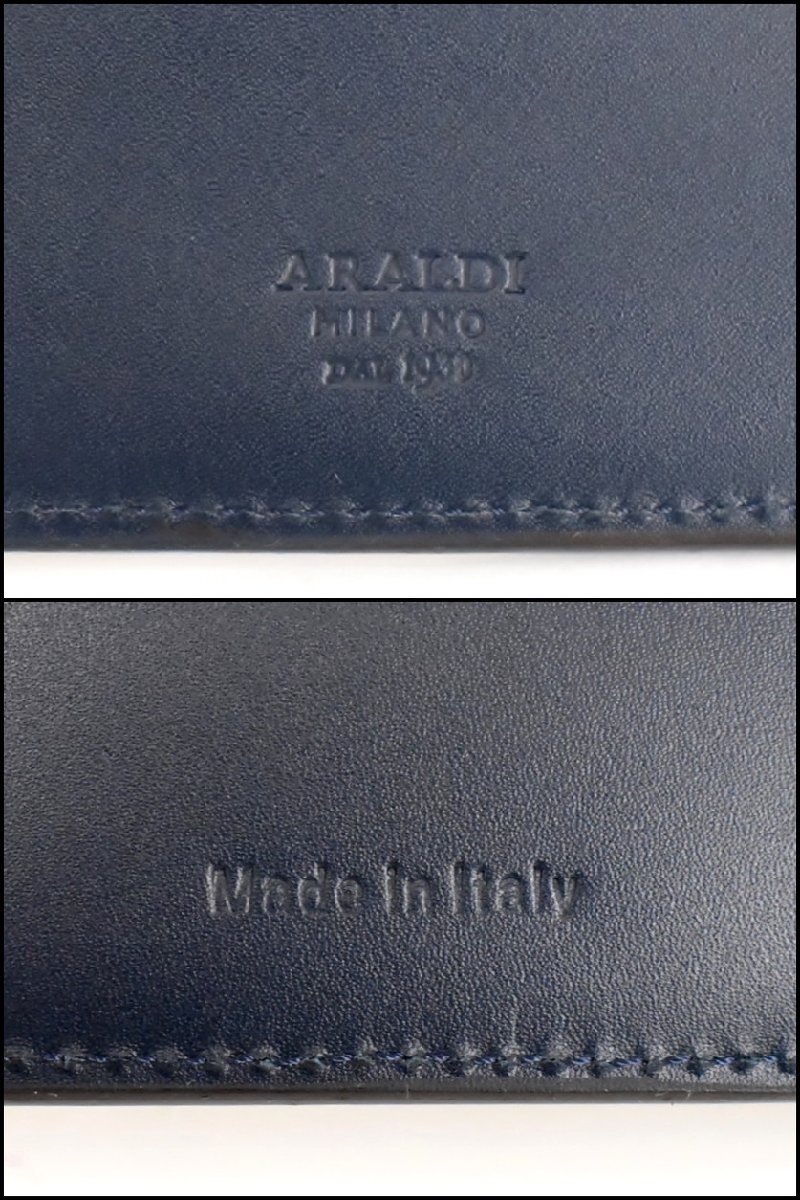 ARALDI
MILANO
DAL 1930
Made in Italy